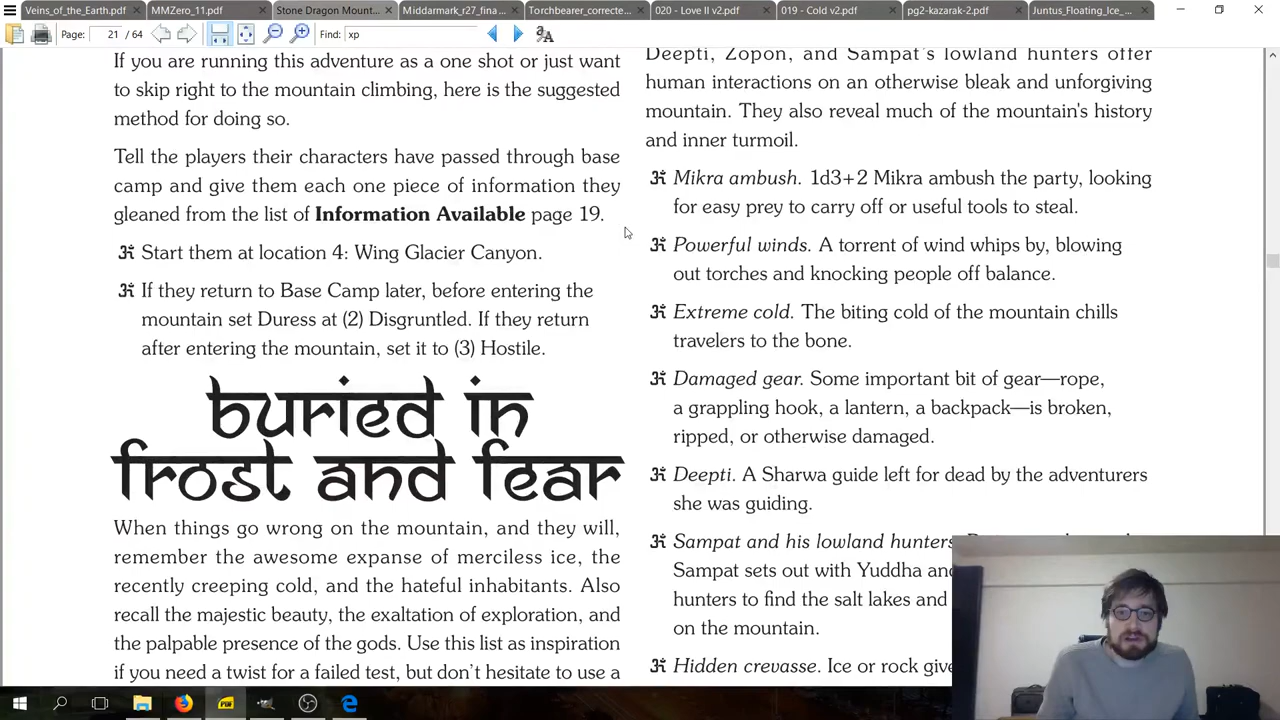 Veins_of_the_Earth.pdf
MMZero_11.pdf
Stone Dragon Mount...
Middarmark_r27_fina...
Torchbearer_correcte...
020 - Love II v2.pdf
019 - Cold v2.pdf
pg2-kazarak-2.pdf
Juntus_Floating_Ice_...
Page: 21 / 64 Find: xp
If you are running this adventure as a one shot or just want
to skip right to the mountain climbing, here is the suggested
method for doing so.
Tell the players their characters have passed through base
camp and give them each one piece of information they
gleaned from the list of Information Available page 19.
ॐ Start them at location 4: Wing Glacier Canyon.
ॐ If they return to Base Camp later, before entering the
mountain set Duress at (2) Disgruntled. If they return
after entering the mountain, set it to (3) Hostile.
buried in
frost and fear
When things go wrong on the mountain, and they will,
remember the awesome expanse of merciless ice, the
recently creeping cold, and the hateful inhabitants. Also
recall the majestic beauty, the exaltation of exploration, and
the palpable presence of the gods. Use this list as inspiration
if you need a twist for a failed test, but don't hesitate to use a
Deepti, Zopon, and Sampat's lowland hunters offer
human interactions on an otherwise bleak and unforgiving
mountain. They also reveal much of the mountain's history
and inner turmoil.
ॐ Mikra ambush. 1d3+2 Mikra ambush the party, looking
for easy prey to carry off or useful tools to steal.
ॐ Powerful winds. A torrent of wind whips by, blowing
out torches and knocking people off balance.
ॐ Extreme cold. The biting cold of the mountain chills
travelers to the bone.
ॐ Damaged gear. Some important bit of gear—rope,
a grappling hook, a lantern, a backpack—is broken,
ripped, or otherwise damaged.
ॐ Deepti. A Sharwa guide left for dead by the adventurers
she was guiding.
ॐ Sampat and his lowland hunters.
Sampat sets out with Yuddha and
hunters to find the salt lakes and
on the mountain.
ॐ Hidden crevasse. Ice or rock give